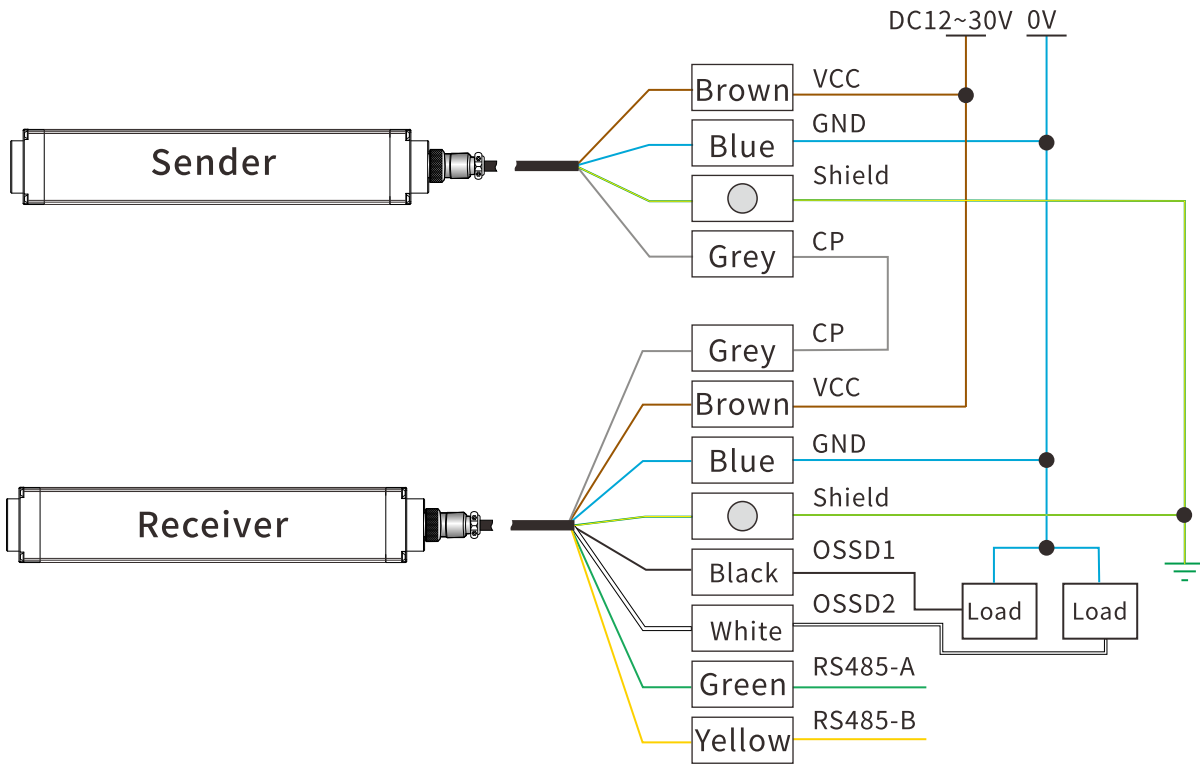 DC12~30V 0V
Brown VCC
Blue GND
Shield
Sender
Grey CP
Grey CP
Brown VCC
Blue GND
Shield
Receiver
Black OSSD1
White OSSD2
Load Load
Green RS485-A
Yellow RS485-B